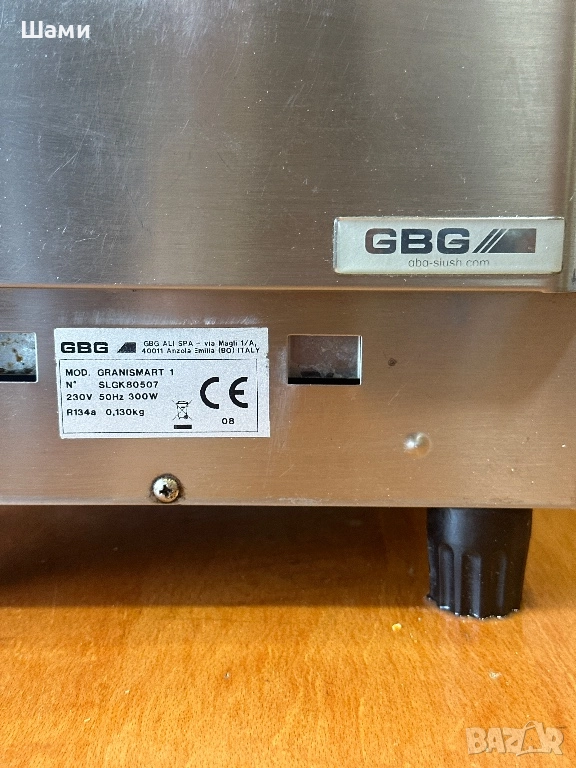 Шами
GBG
gbg-slush.com
GBG
GBG ALI SPA - via Magli 1/A,
40011 Anzola Emilia (BO) ITALY
MOD. GRANISMART 1
N° SLGK80507
230V 50Hz 300W
R134a 0,130kg
CE
08
BAZAR